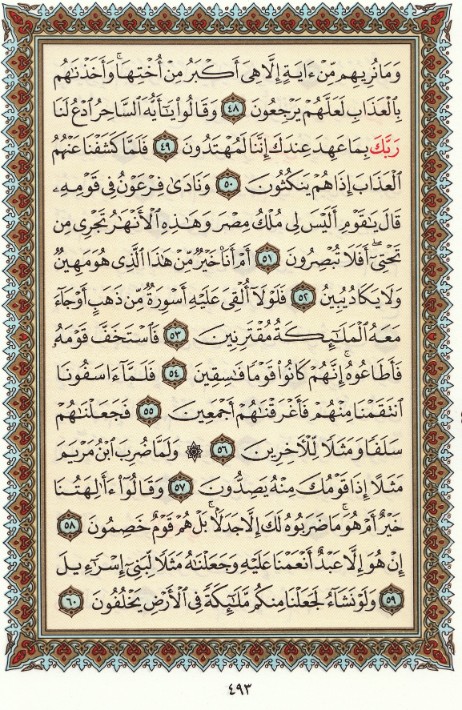 وَمَا نُرِيهِم مِّنْ ءَايَةٍ إِلَّا هِىَ أَكْبَرُ مِنْ أُخْتِهَا ۖ وَأَخَذْنَٰهُم
بِٱلْعَذَابِ لَعَلَّهُمْ يَرْجِعُونَ ٤٨ وَقَالُوا۟ يَٰٓأَيُّهَ ٱلسَّاحِرُ ٱدْعُ لَنَا
رَبَّكَ بِمَا عَهِدَ عِندَكَ إِنَّنَا لَمُهْتَدُونَ ٤٩ فَلَمَّا كَشَفْنَا عَنْهُمُ
ٱلْعَذَابَ إِذَا هُمْ يَنكُثُونَ ٥٠ وَنَادَىٰ فِرْعَوْنُ فِى قَوْمِهِۦ
قَالَ يَٰقَوْمِ أَلَيْسَ لِى مُلْكُ مِصْرَ وَهَٰذِهِ ٱلْأَنْهَٰرُ تَجْرِى مِن
تَحْتِىٓ ۖ أَفَلَا تُبْصِرُونَ ٥١ أَمْ أَنَا۠ خَيْرٌ مِّنْ هَٰذَا ٱلَّذِى هُوَ مَهِينٌ
وَلَا يَكَادُ يُبِينُ ٥٢ فَلَوْلَآ أُلْقِىَ عَلَيْهِ أَسْوِرَةٌ مِّن ذَهَبٍ أَوْ جَآءَ
مَعَهُ ٱلْمَلَٰٓئِكَةُ مُقْتَرِنِينَ ٥٣ فَٱسْتَخَفَّ قَوْمَهُۥ
فَأَطَاعُوهُ ۚ إِنَّهُمْ كَانُوا۟ قَوْمًا فَٰسِقِينَ ٥٤ فَلَمَّآ ءَاسَفُونَا
ٱنتَقَمْنَا مِنْهُمْ فَأَغْرَقْنَٰهُمْ أَجْمَعِينَ ٥٥ فَجَعَلْنَٰهُمْ
سَلَفًا وَمَثَلًا لِّلْءَاخِرِينَ ٥٦ ۞ وَلَمَّا ضُرِبَ ٱبْنُ مَرْيَمَ
مَثَلًا إِذَا قَوْمُكَ مِنْهُ يَصِدُّونَ ٥٧ وَقَالُوٓا۟ ءَأَٰلِهَتُنَا
خَيْرٌ أَمْ هُوَ ۚ مَا ضَرَبُوهُ لَكَ إِلَّا جَدَلًۢا ۚ بَلْ هُمْ قَوْمٌ خَصِمُونَ ٥٨
إِنْ هُوَ إِلَّا عَبْدٌ أَنْعَمْنَا عَلَيْهِ وَجَعَلْنَٰهُ مَثَلًا لِّبَنِىٓ إِسْرَٰٓءِيلَ
٥٩ وَلَوْ نَشَآءُ لَجَعَلْنَا مِنكُم مَّلَٰٓئِكَةً فِى ٱلْأَرْضِ يَخْلُفُونَ ٦٠
٤٩٣